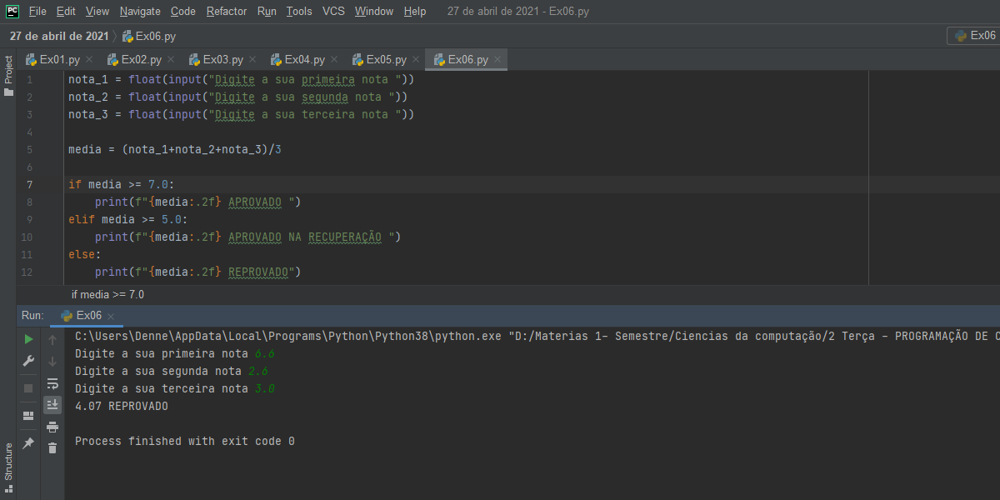 PC File Edit View Navigate Code Refactor Run Tools VCS Window Help 27 de abril de 2021 - Ex06.py
27 de abril de 2021 Ex06.py Ex06
Ex01.py Ex02.py Ex03.py Ex04.py Ex05.py Ex06.py
Project
1 nota_1 = float(input("Digite a sua primeira nota "))
2 nota_2 = float(input("Digite a sua segunda nota "))
3 nota_3 = float(input("Digite a sua terceira nota "))
4
5 media = (nota_1+nota_2+nota_3)/3
6
7 if media >= 7.0:
8     print(f"{media:.2f} APROVADO ")
9 elif media >= 5.0:
10     print(f"{media:.2f} APROVADO NA RECUPERAÇÃO ")
11 else:
12     print(f"{media:.2f} REPROVADO")
if media >= 7.0
Run: Ex06
C:\Users\Denne\AppData\Local\Programs\Python\Python38\python.exe "D:/Materias 1- Semestre/Ciencias da computação/2 Terça - PROGRAMAÇÃO DE C
Digite a sua primeira nota 6.6
Digite a sua segunda nota 2.6
Digite a sua terceira nota 3.0
4.07 REPROVADO
Process finished with exit code 0
Structure